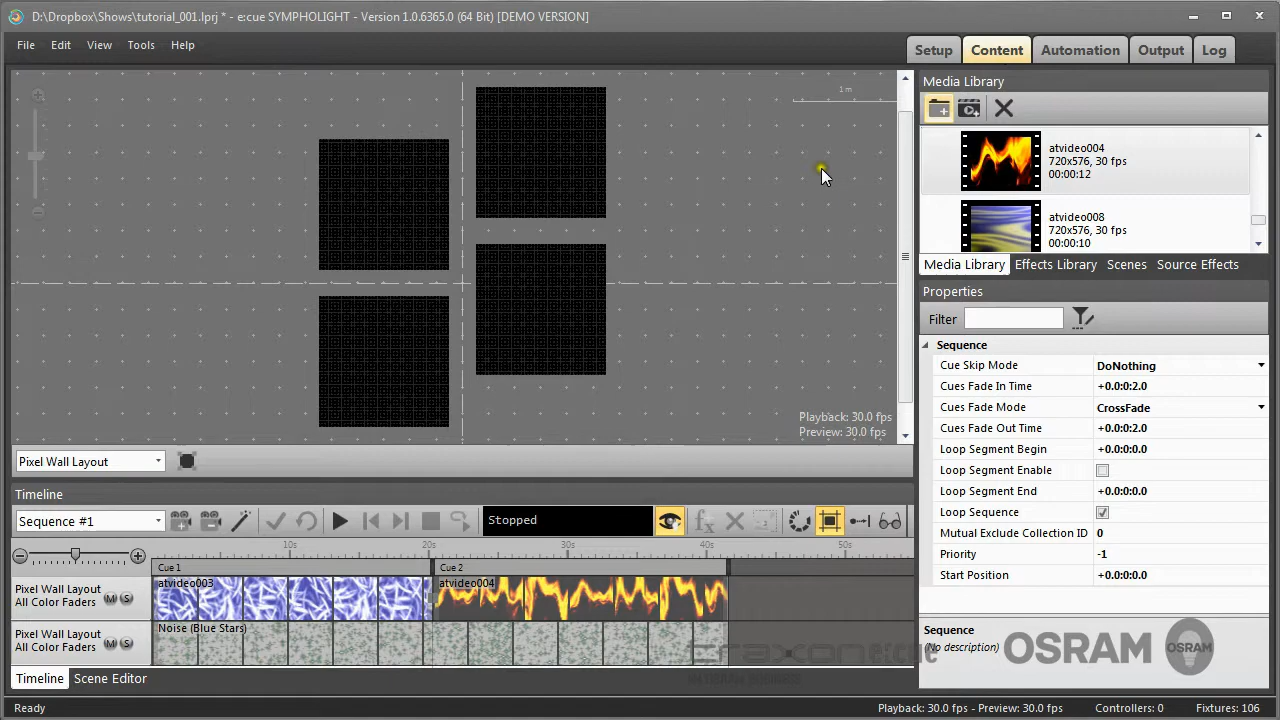 D:\Dropbox\Shows\tutorial_001.lprj * - e:cue SYMPHOLIGHT - Version 1.0.6365.0 (64 Bit) [DEMO VERSION]
File Edit View Tools Help
Setup Content Automation Output Log
1 m
Playback: 30.0 fps
Preview: 30.0 fps
Pixel Wall Layout
Media Library
atvideo004
720x576, 30 fps
00:00:12
atvideo008
720x576, 30 fps
00:00:10
Media Library Effects Library Scenes Source Effects
Properties
Filter
Sequence
Cue Skip Mode DoNothing
Cues Fade In Time +0.0:0:2.0
Cues Fade Mode CrossFade
Cues Fade Out Time +0.0:0:2.0
Loop Segment Begin +0.0:0:0.0
Loop Segment Enable
Loop Segment End +0.0:0:0.0
Loop Sequence
Mutual Exclude Collection ID 0
Priority -1
Start Position +0.0:0:0.0
Sequence
(No description)
OSRAM
OSRAM
Timeline
Sequence #1
Stopped
fx
10s 20s 30s 40s 50s
Cue 1 Cue 2
Pixel Wall Layout
All Color Faders M S
atvideo003 atvideo004
Pixel Wall Layout
All Color Faders M S
Noise (Blue Stars)
traxon e:cue
Timeline Scene Editor
Ready
Playback: 30.0 fps - Preview: 30.0 fps Controllers: 0 Fixtures: 106